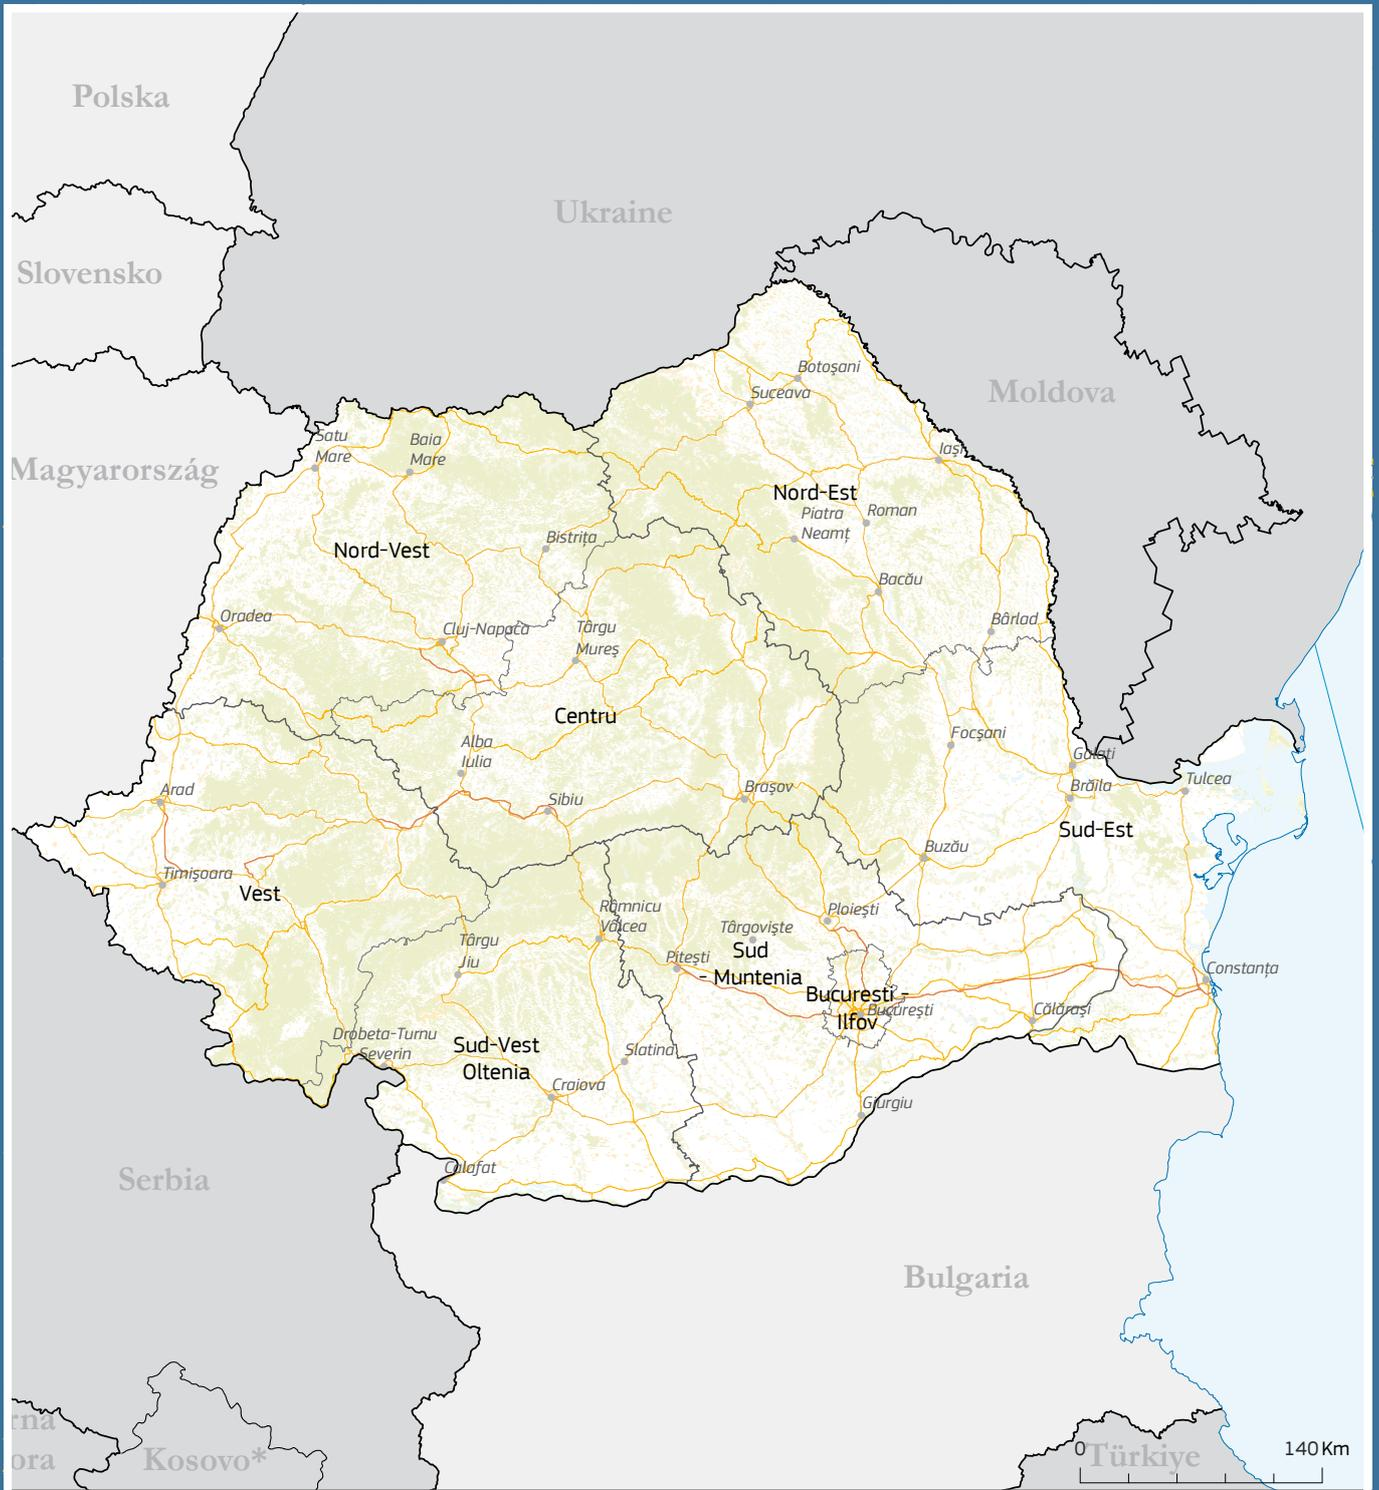 Polska
Ukraine
Slovensko
Botoșani
Suceava
Moldova
Satu
Mare
Baia
Mare
Iași
Magyarország
Nord-Est
Piatra
Neamț
Roman
Bistrița
Nord-Vest
Bacău
Oradea
Cluj-Napoca
Târgu
Mureș
Bârlad
Centru
Focșani
Alba
Iulia
Galați
Tulcea
Arad
Brașov
Brăila
Sibiu
Sud-Est
Buzău
Timișoara
Vest
Râmnicu
Vâlcea
Ploiești
Târgoviște
Târgu
Jiu
Sud
- Muntenia
Pitești
Constanța
Bucuresti -
Ilfov
București
Călărași
Drobeta-Turnu
Severin
Sud-Vest
Oltenia
Slatina
Craiova
Giurgiu
Calafat
Serbia
Bulgaria
rna
ora
Kosovo*
0
140 Km
Türkiye